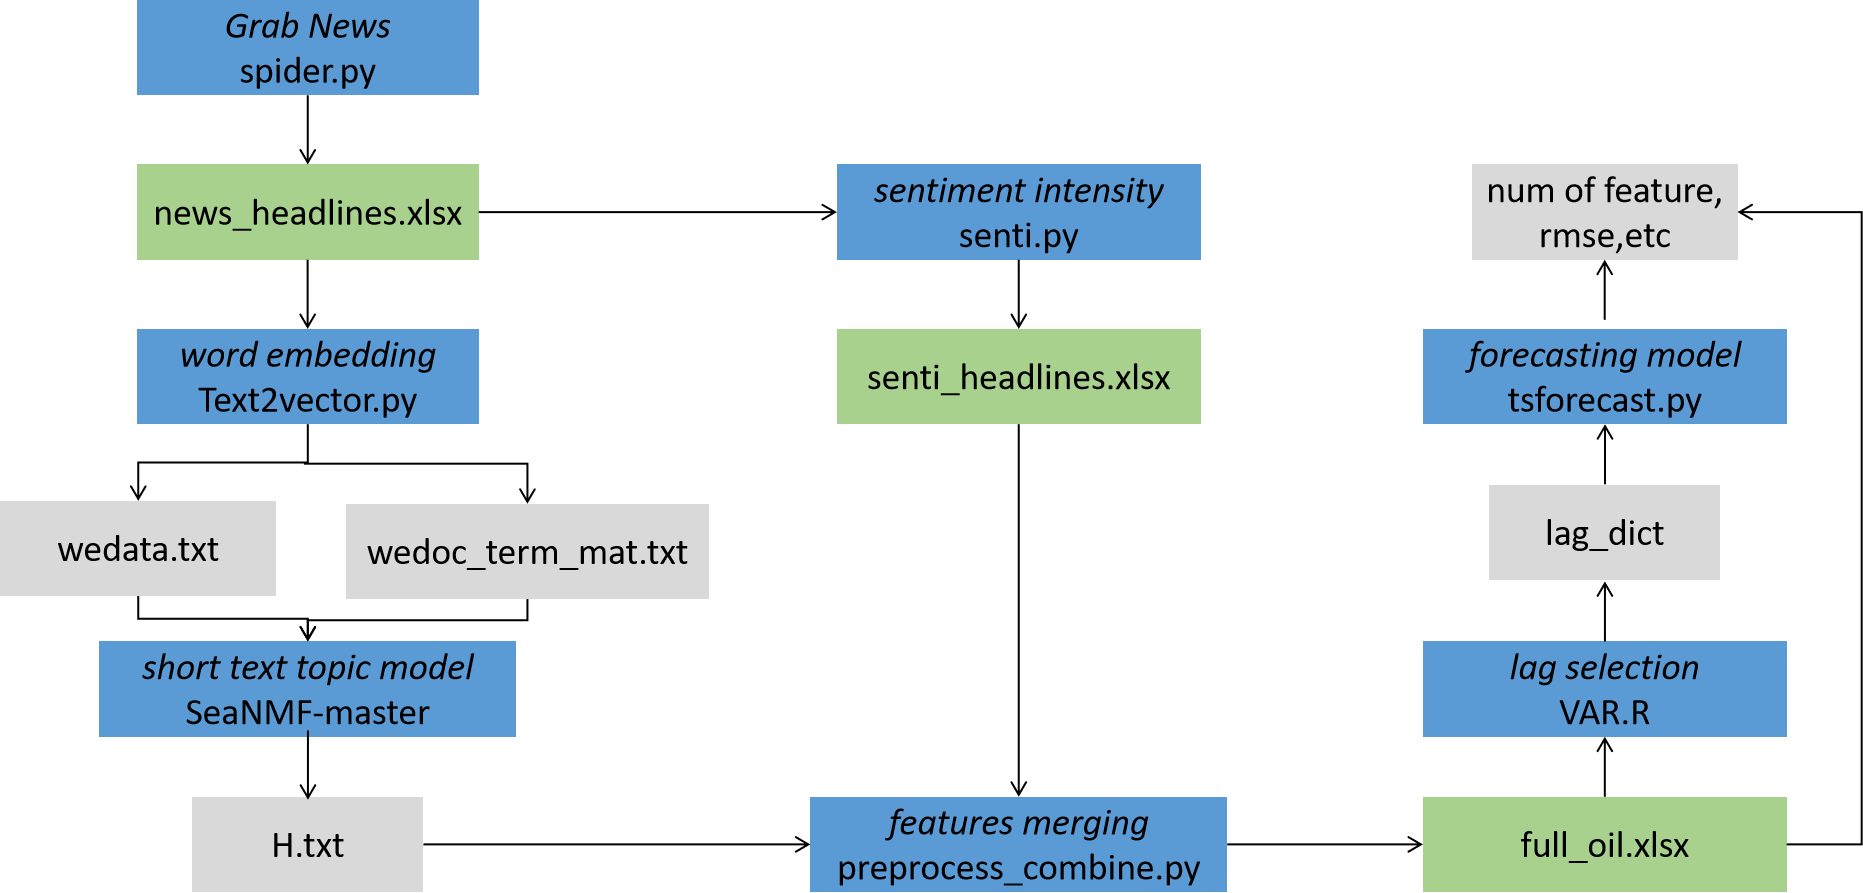 Grab News
spider.py
news_headlines.xlsx
sentiment intensity
senti.py
num of feature,
rmse,etc
word embedding
Text2vector.py
senti_headlines.xlsx
forecasting model
tsforecast.py
wedata.txt
wedoc_term_mat.txt
lag_dict
short text topic model
SeaNMF-master
lag selection
VAR.R
H.txt
features merging
preprocess_combine.py
full_oil.xlsx